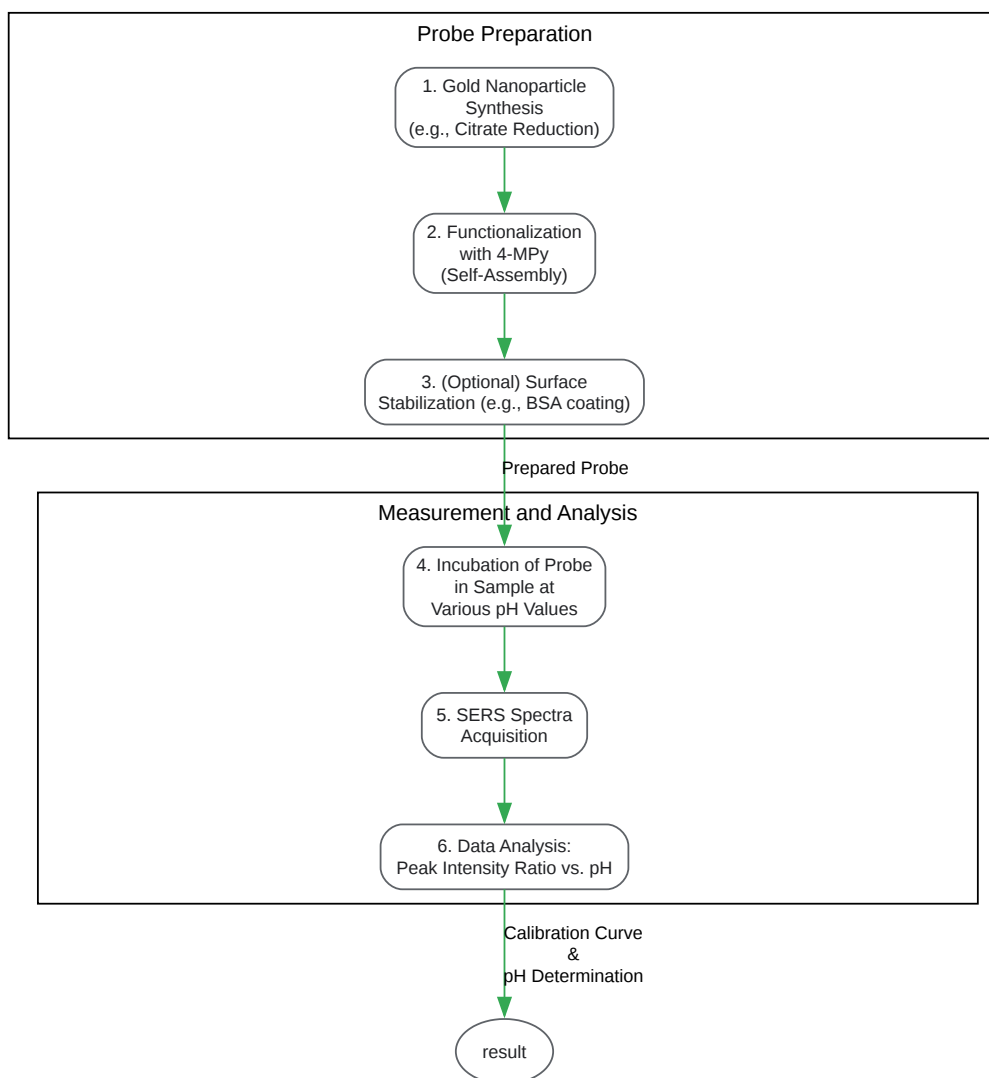 Probe Preparation
1. Gold Nanoparticle
Synthesis
(e.g., Citrate Reduction)
2. Functionalization
with 4-MPy
(Self-Assembly)
3. (Optional) Surface
Stabilization (e.g., BSA coating)
Prepared Probe
Measurement and Analysis
4. Incubation of Probe
in Sample at
Various pH Values
5. SERS Spectra
Acquisition
6. Data Analysis:
Peak Intensity Ratio vs. pH
Calibration Curve
&
pH Determination
result